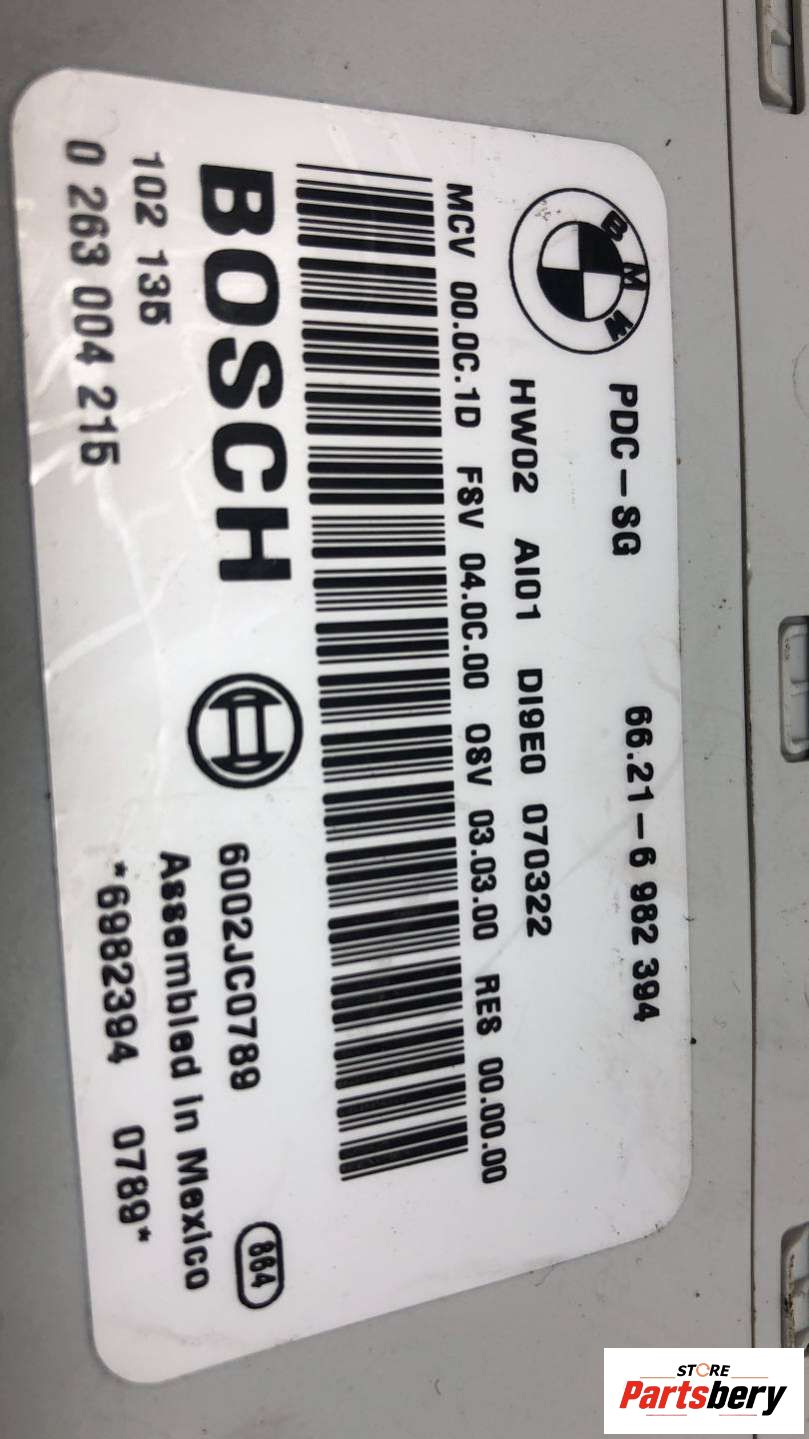 BMW
PDC-SG 66.21-6 982 394
HW02 AI01 DI9E0 070322
MCV 00.0C.1D FSV 04.0C.00 OSV 03.03.00 RES 00.00.00
BOSCH 6002JC0789 864
102 135 Assembled in Mexico
0 263 004 215 *6982394 0789*
STORE
Partsbery